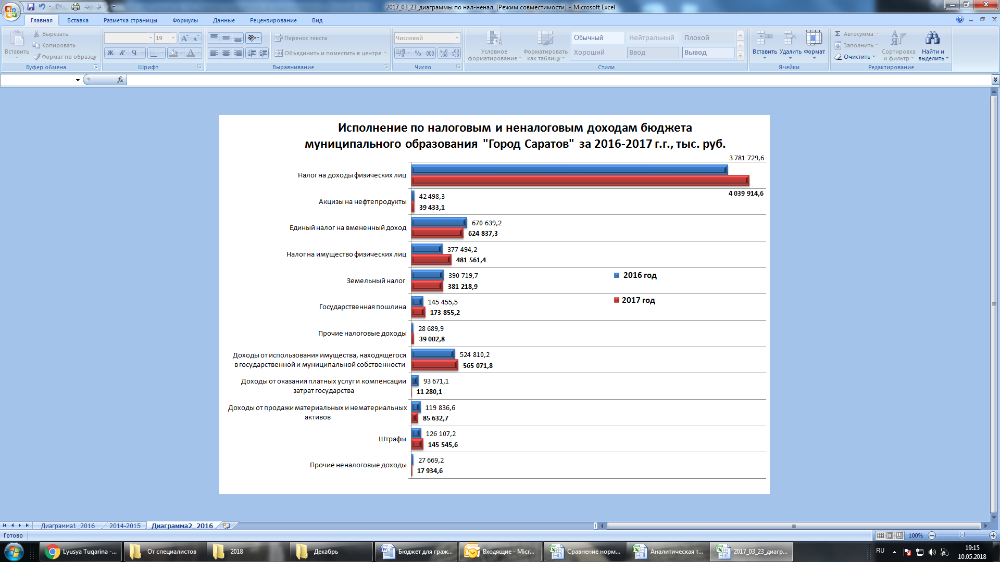 2017_03_23_диаграммы по нал-ненал  [Режим совместимости] - Microsoft Excel
Главная
Вставка
Разметка страницы
Формулы
Данные
Рецензирование
Вид
Вставить
Вырезать
Копировать
Формат по образцу
Буфер обмена
19
Ж К Ч
Шрифт
Перенос текста
Объединить и поместить в центре
Выравнивание
Числовой
% 000
Число
Условное форматирование
Форматировать как таблицу
Обычный
Нейтральный
Плохой
Хороший
Ввод
Вывод
Стили
Вставить
Удалить
Формат
Ячейки
Σ Автосумма
Заполнить
Очистить
Сортировка и фильтр
Найти и выделить
Редактирование
fx
Исполнение по налоговым и неналоговым доходам бюджета
муниципального образования "Город Саратов" за 2016-2017 г.г., тыс. руб.
3 781 729,6
Налог на доходы физических лиц
4 039 914,6
Акцизы на нефтепродукты
42 498,3
39 433,1
Единый налог на вмененный доход
670 639,2
624 837,3
Налог на имущество физических лиц
377 494,2
481 561,4
Земельный налог
390 719,7
381 218,9
2016 год
2017 год
Государственная пошлина
145 455,5
173 855,2
Прочие налоговые доходы
28 689,9
39 002,8
Доходы от использования имущества, находящегося
в государственной и муниципальной собственности
524 810,2
565 071,8
Доходы от оказания платных услуг и компенсации
затрат государства
93 671,1
11 280,1
Доходы от продажи материальных и нематериальных
активов
119 836,6
85 632,7
Штрафы
126 107,2
145 545,6
Прочие неналоговые доходы
27 669,2
17 934,6
Диаграмма1_2016
2014-2015
Диаграмма2_2016
Готово
100%
Lyusya Tugarina -...
От специалистов
2018
Декабрь
Бюджет для граж...
Входящие - Micr...
Сравнение норм...
Аналитическая т...
2017_03_23_диагр...
RU
19:15
10.05.2018